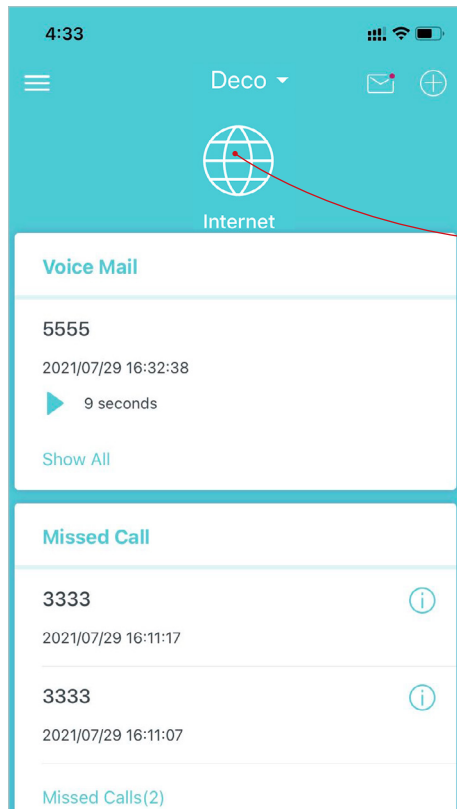 4:33
Deco
Internet
Voice Mail
5555
2021/07/29 16:32:38
9 seconds
Show All
Missed Call
3333
2021/07/29 16:11:17
3333
2021/07/29 16:11:07
Missed Calls(2)